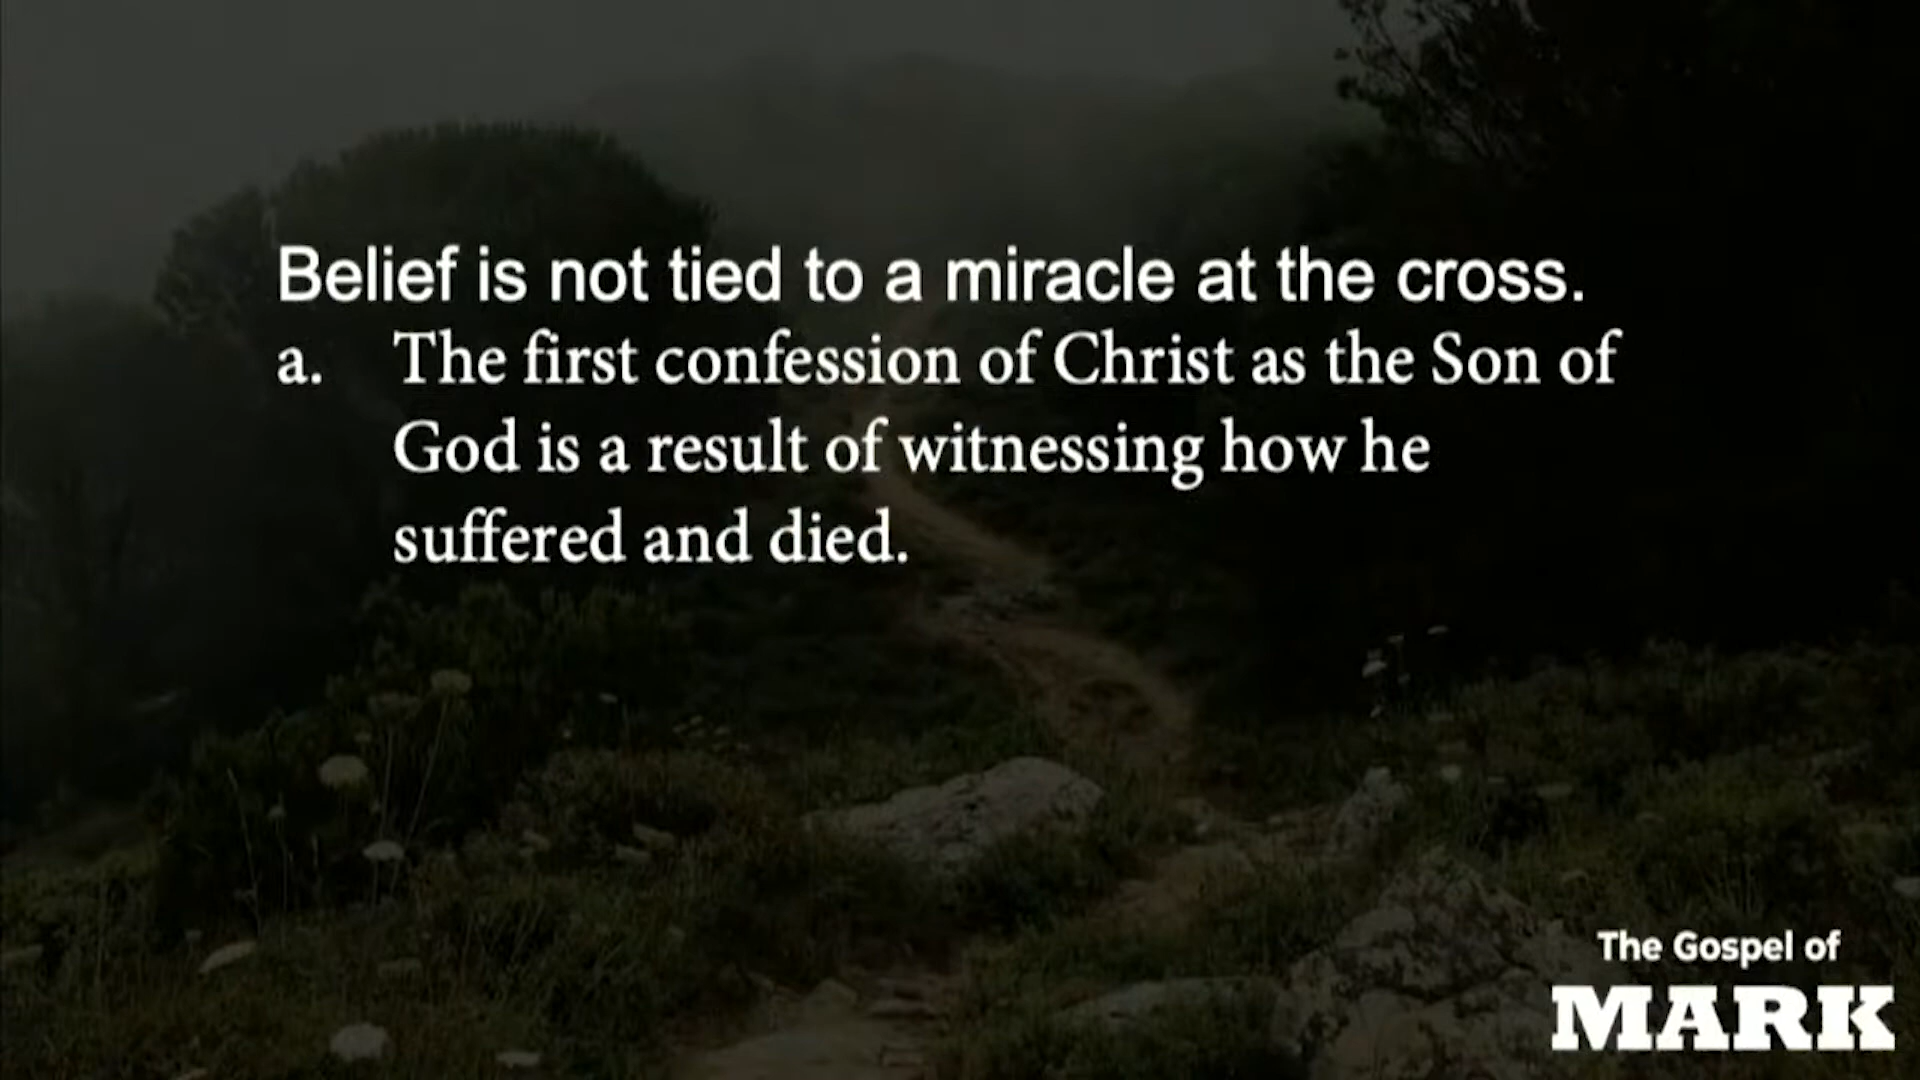 Belief is not tied to a miracle at the cross.
a. The first confession of Christ as the Son of
God is a result of witnessing how he
suffered and died.
The Gospel of
MARK